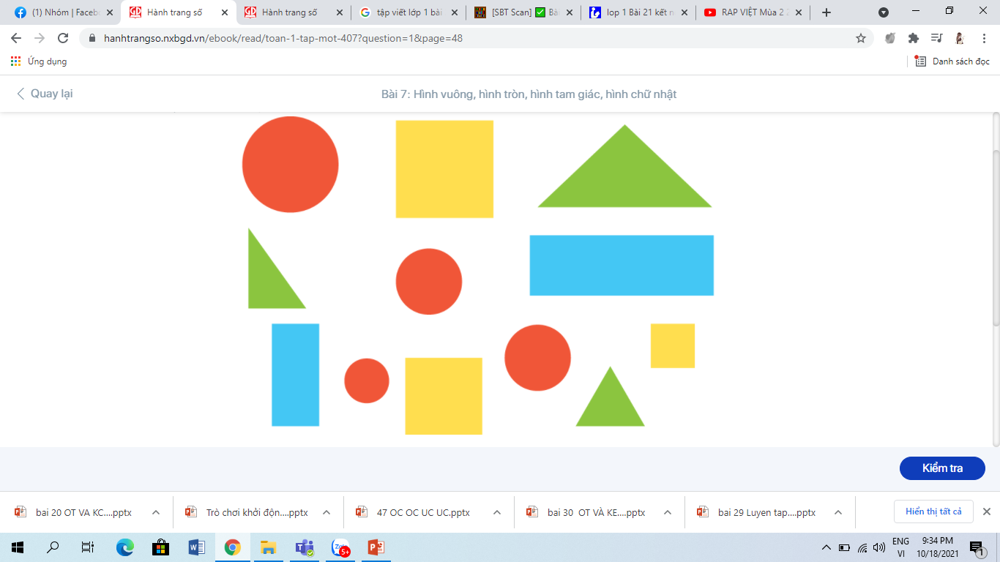 (1) Nhóm | Faceb
Hành trang số
Hành trang số
tập viết lớp 1 bài
[SBT Scan] ✅ Bà
lop 1 Bài 21 kết n
RAP VIỆT Mùa 2
hanhtrangso.nxbgd.vn/ebook/read/toan-1-tap-mot-407?question=1&page=48
Ứng dụng
Danh sách đọc
Quay lại
Bài 7: Hình vuông, hình tròn, hình tam giác, hình chữ nhật
Kiểm tra
bai 20 OT VA KC....pptx
Trò chơi khởi độn....pptx
47 OC OC UC UC.pptx
bai 30 OT VÀ KE....pptx
bai 29 Luyen tap....pptx
Hiển thị tất cả
5+
ENG
VI
9:34 PM
10/18/2021
1